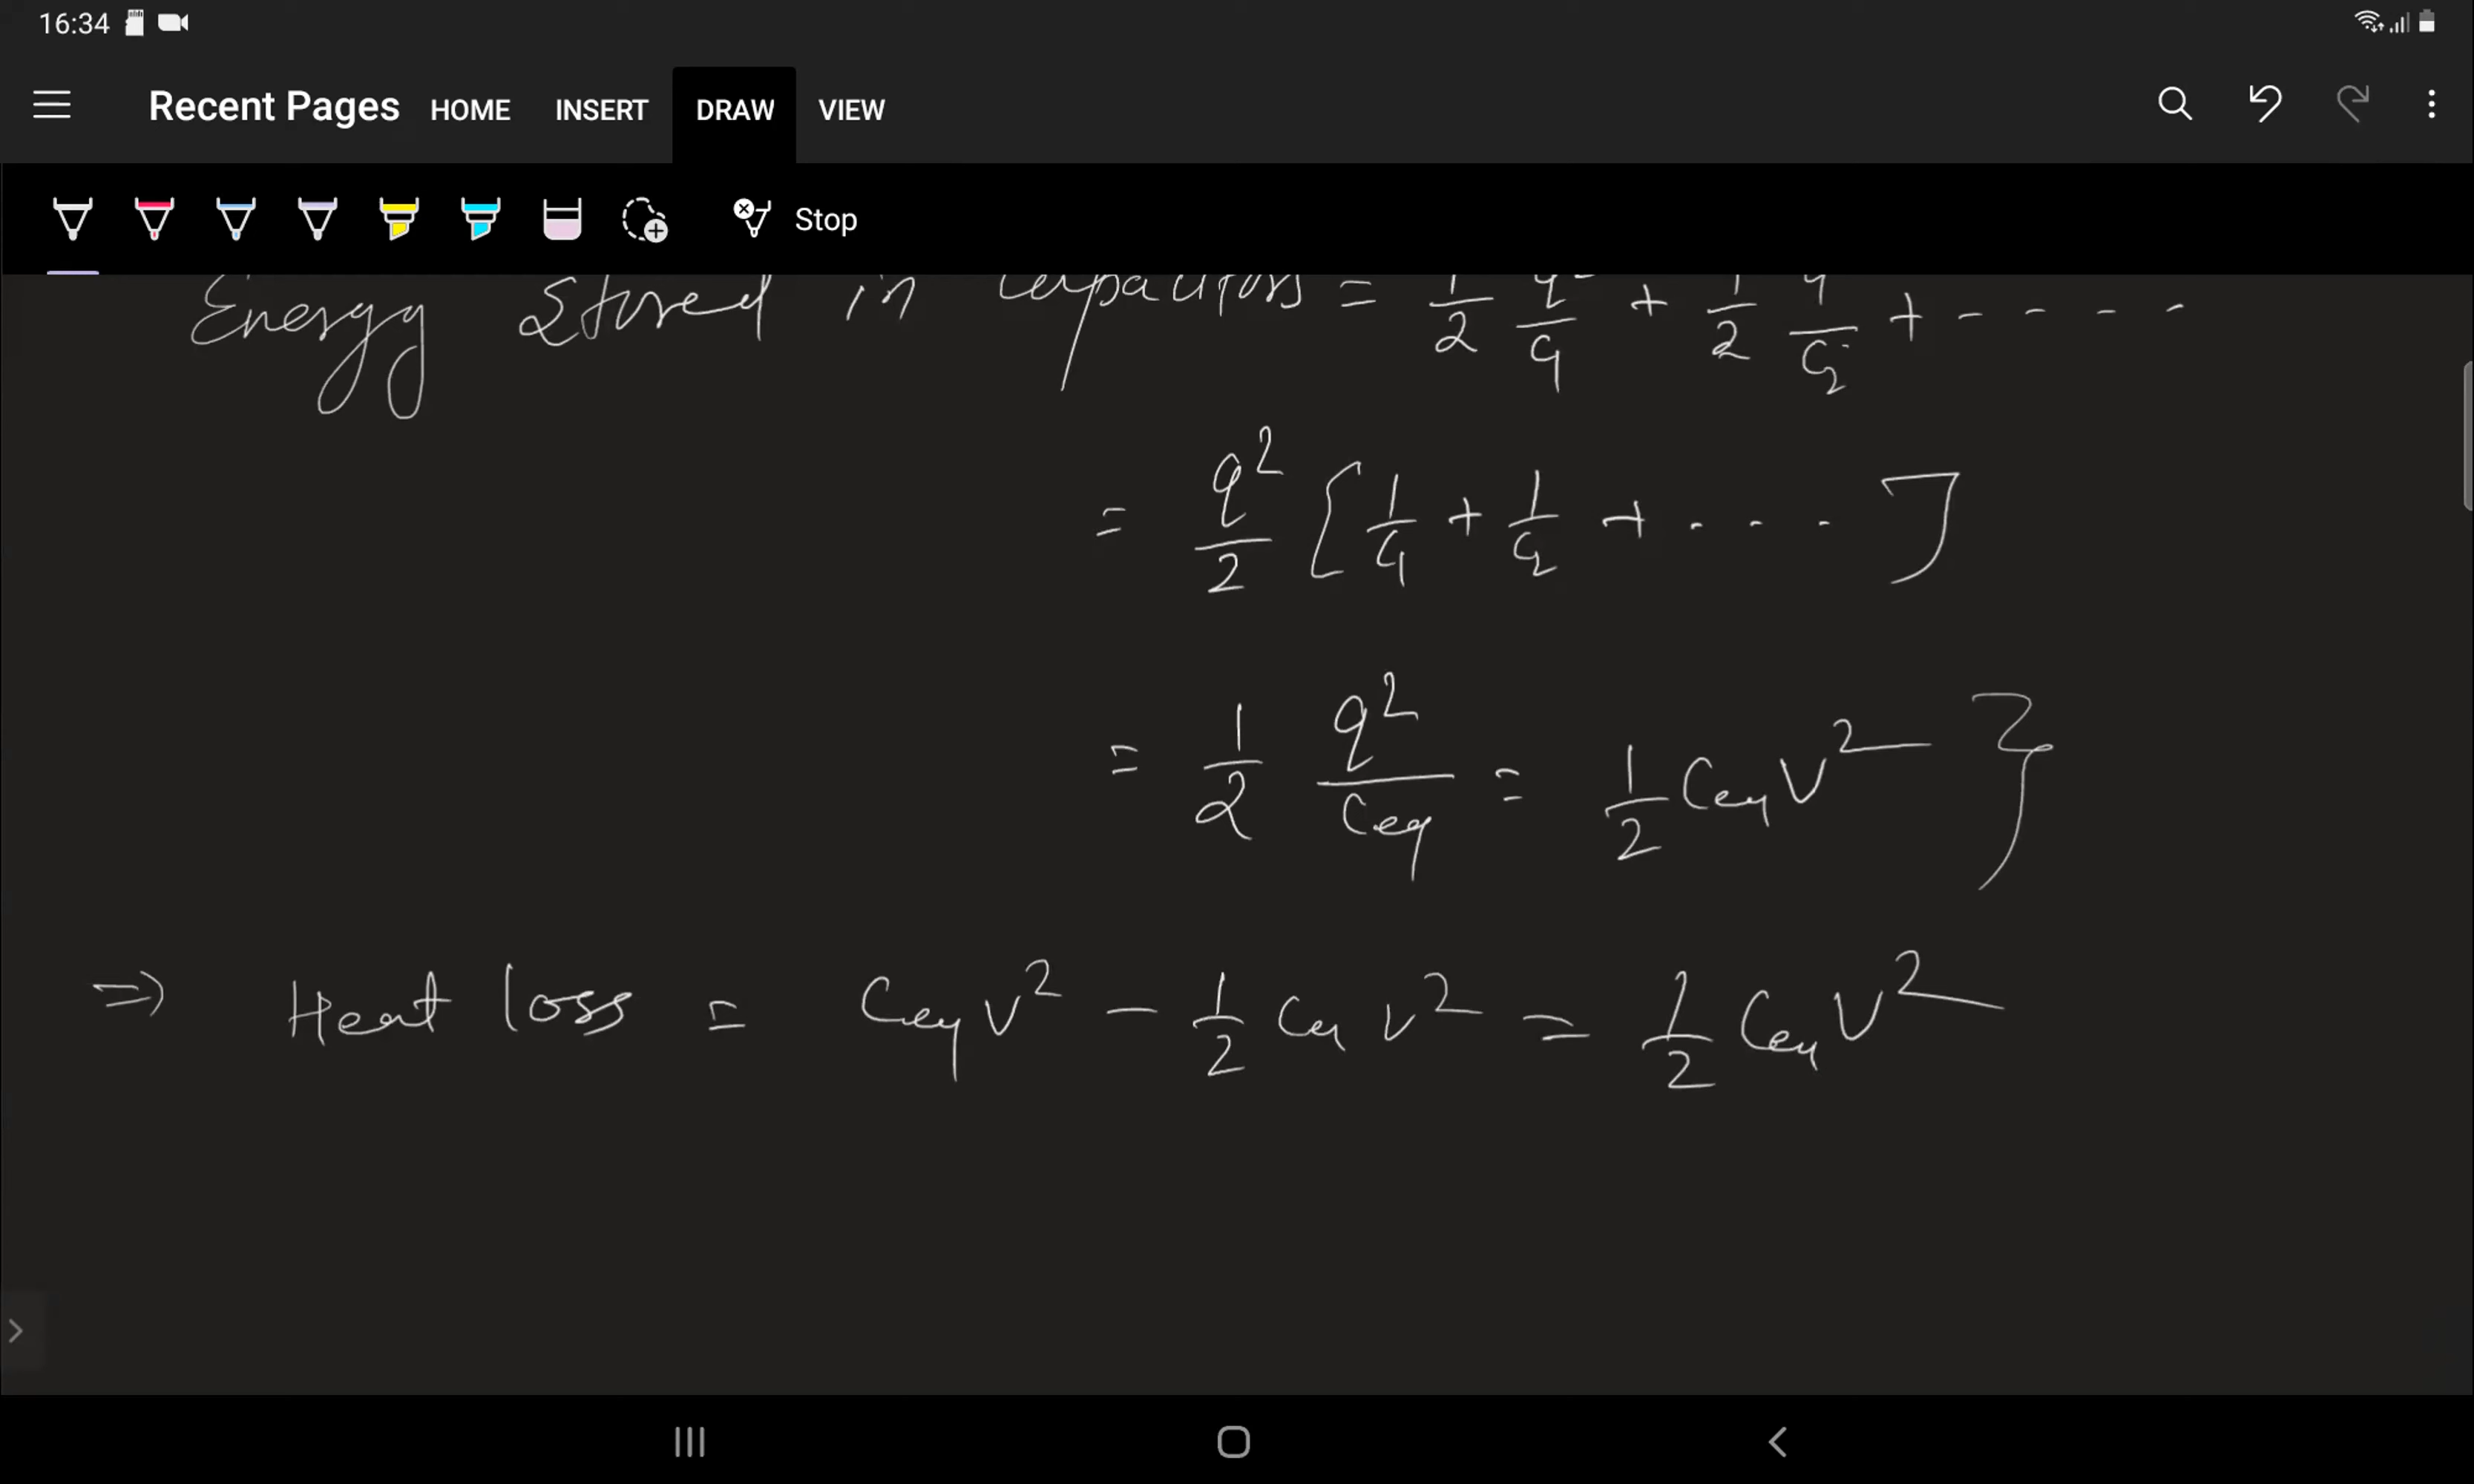 16:34
Recent Pages HOME INSERT DRAW VIEW
Stop
Energy Stored in capacitors = 1/2 q²/C₁ + 1/2 q²/C₂ + - - - -
= q²/2 [1/C₁ + 1/C₂ + - - - ]
= 1/2 q²/Ceq = 1/2 Ceq V² }
⇒ Heat loss = Ceq V² - 1/2 Ceq V² = 1/2 Ceq V²